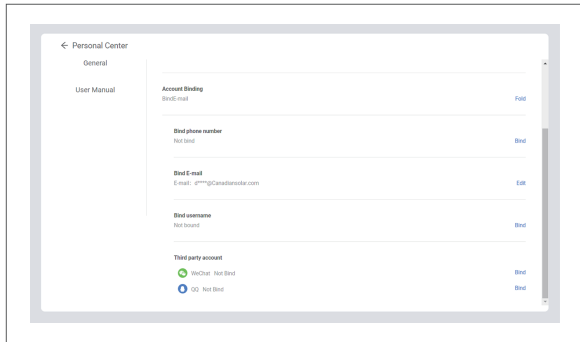 Personal Center
General
User Manual
Account Binding
BindE-mail
Fold
Bind phone number
Not bind
Bind
Bind E-mail
E-mail: d****@Canadiansolar.com
Edit
Bind username
Not bound
Bind
Third party account
WeChat Not Bind
Bind
QQ Not Bind
Bind